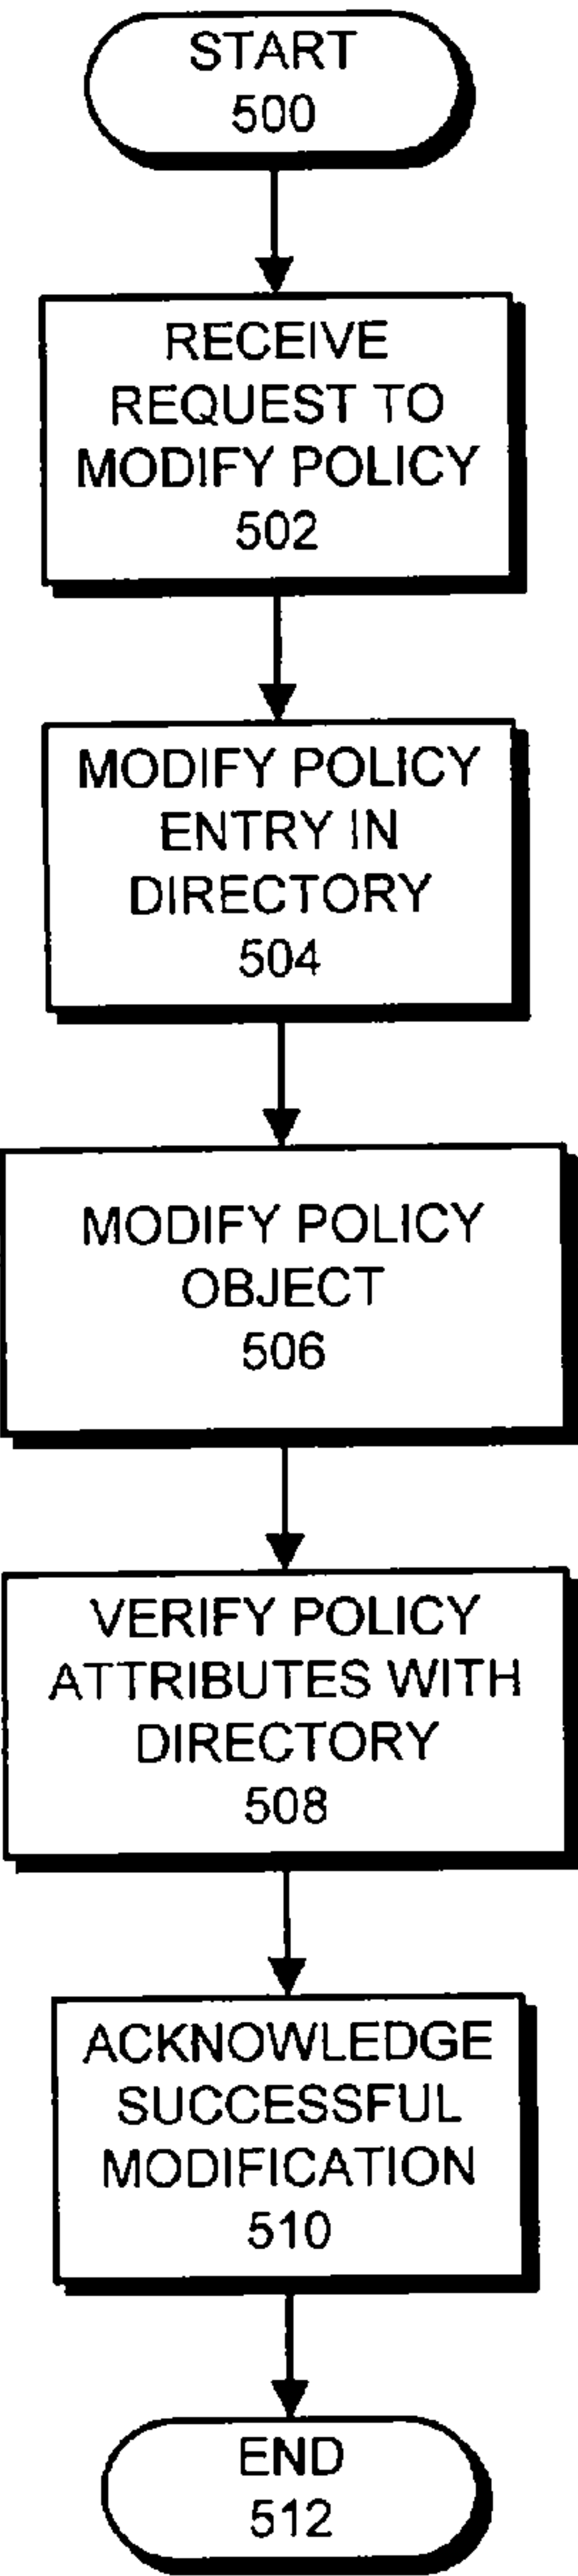 START
500
RECEIVE
REQUEST TO
MODIFY POLICY
502
MODIFY POLICY
ENTRY IN
DIRECTORY
504
MODIFY POLICY
OBJECT
506
VERIFY POLICY
ATTRIBUTES WITH
DIRECTORY
508
ACKNOWLEDGE
SUCCESSFUL
MODIFICATION
510
END
512